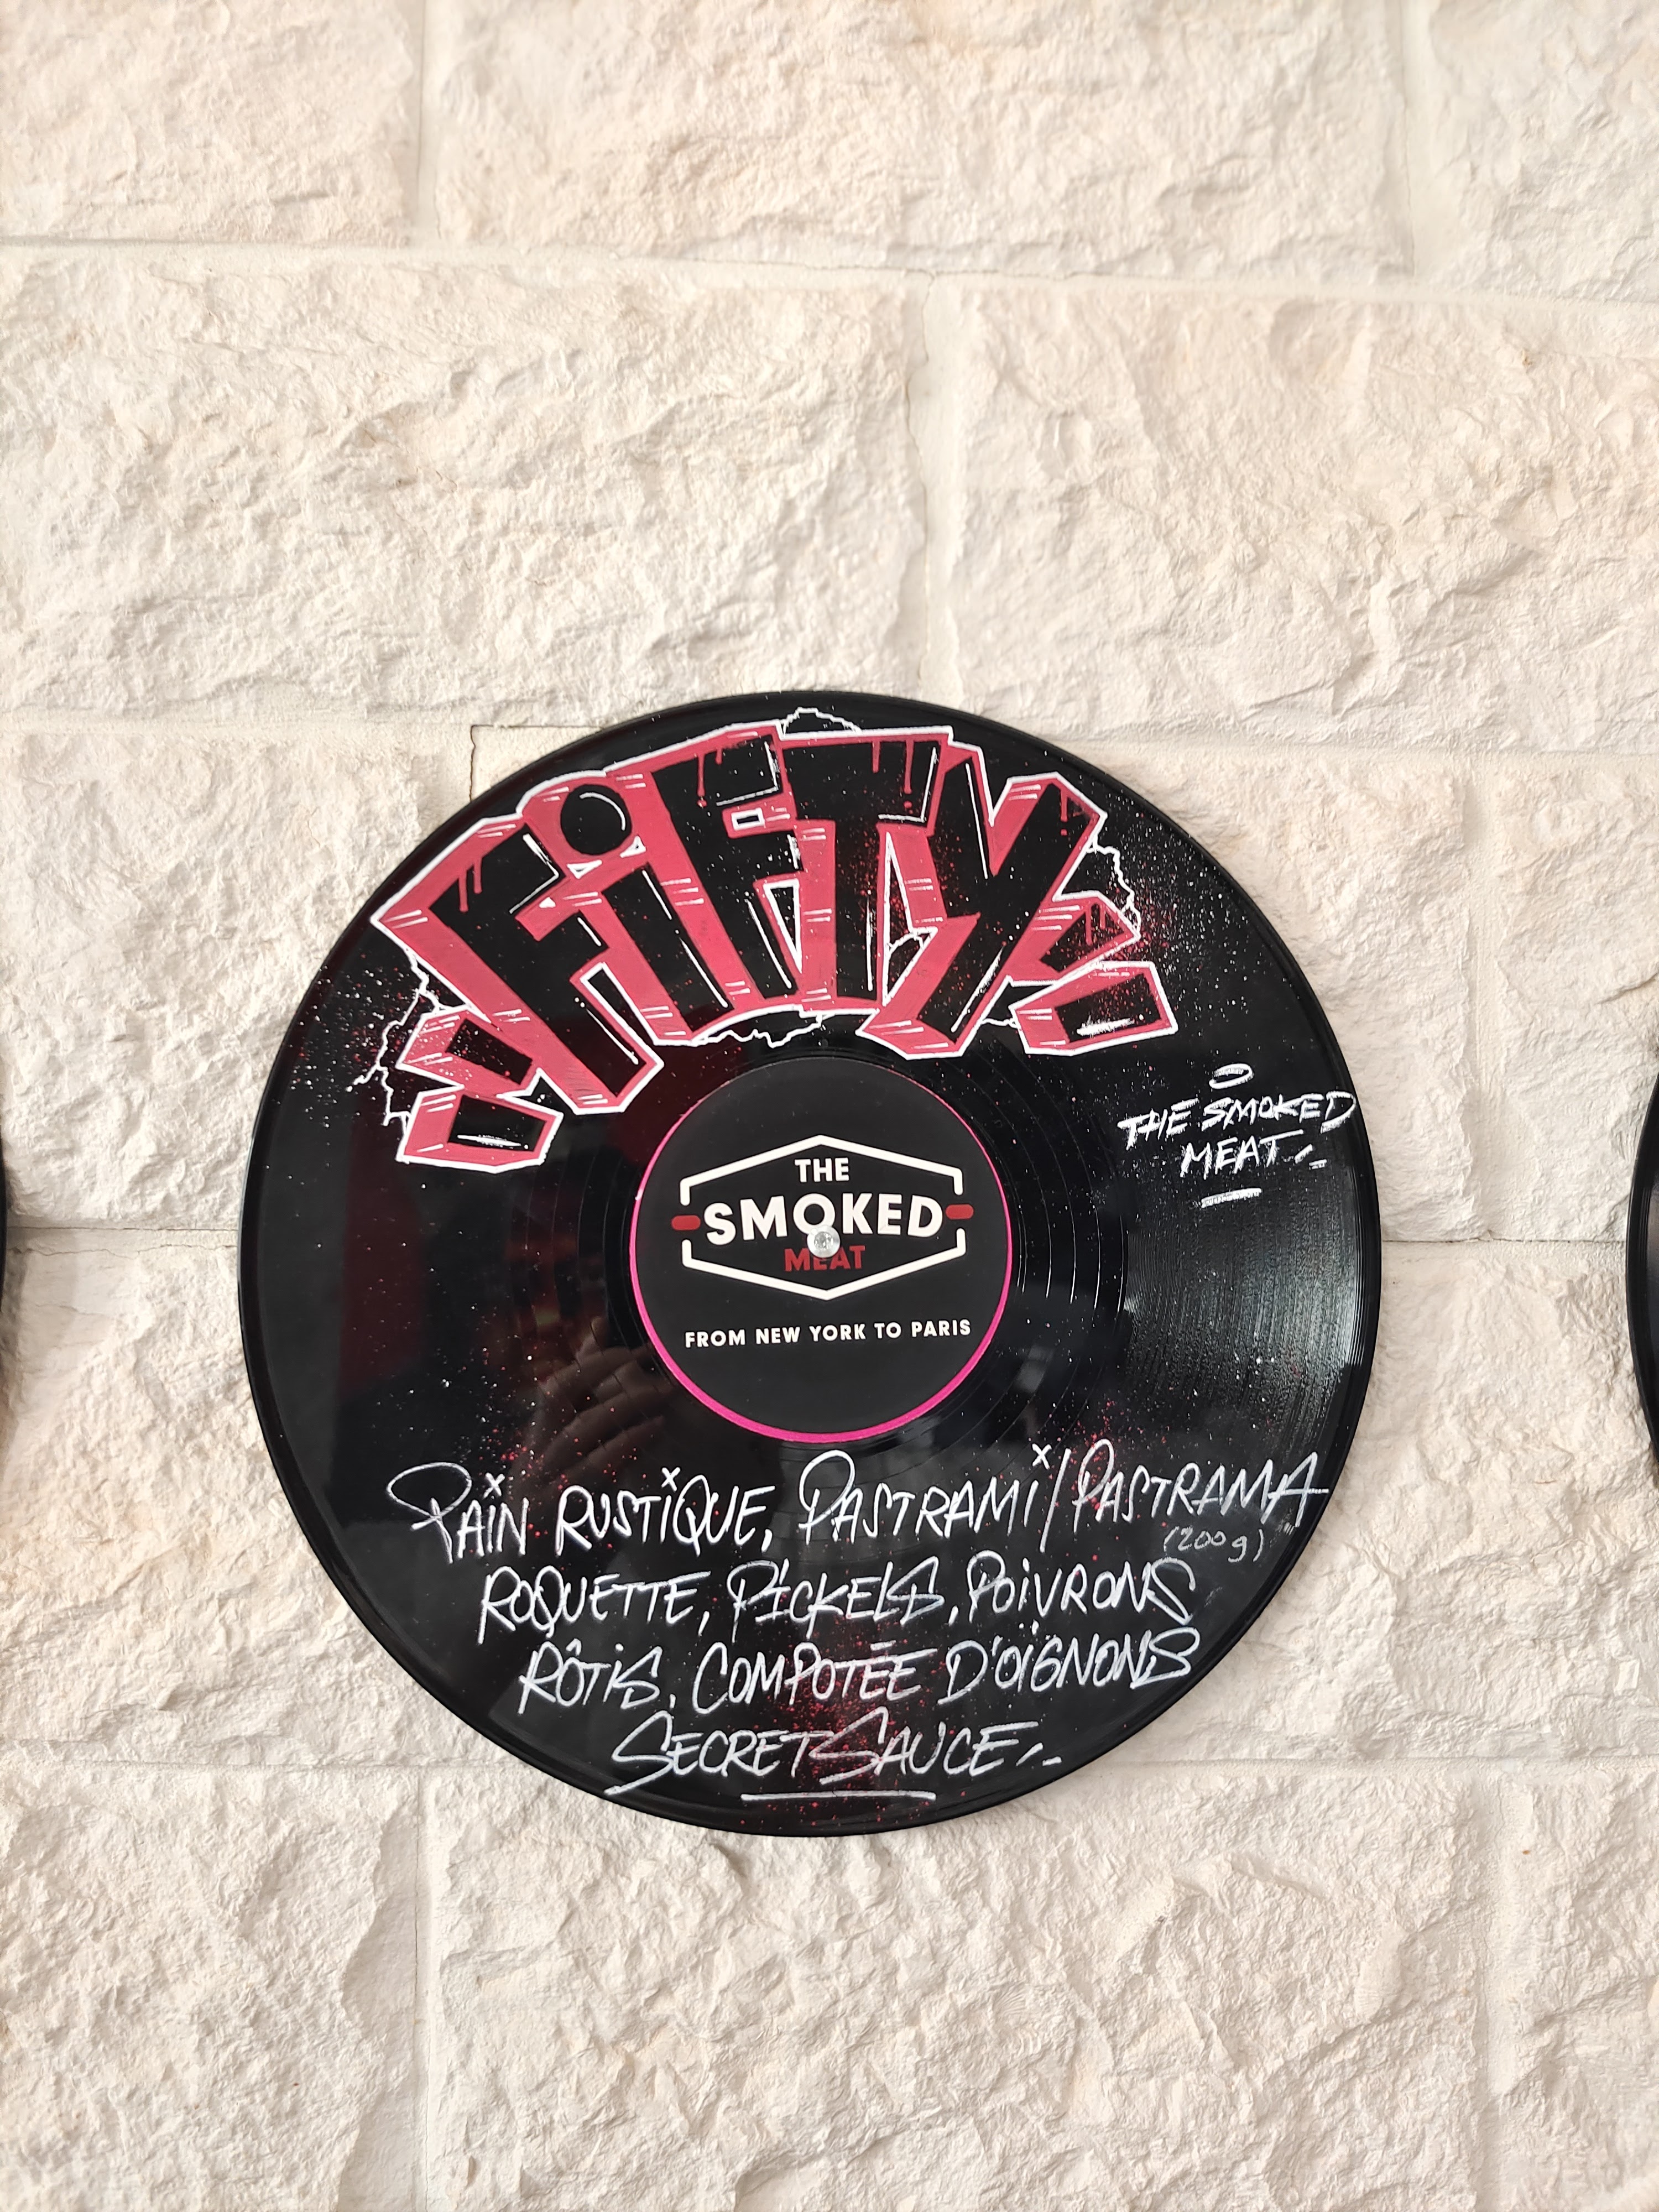 "FiFTY"
THE SMOKED
MEAT
THE
SMOKED
MEAT
FROM NEW YORK TO PARIS
PAiN RUSTiQUE, PASTRAMi/PASTRAMA
(200g)
ROQUETTE, PiCKELS, POiVRONS
RÔTiS, COMPOTÉE D'OiGNONS
SECRET SAUCE